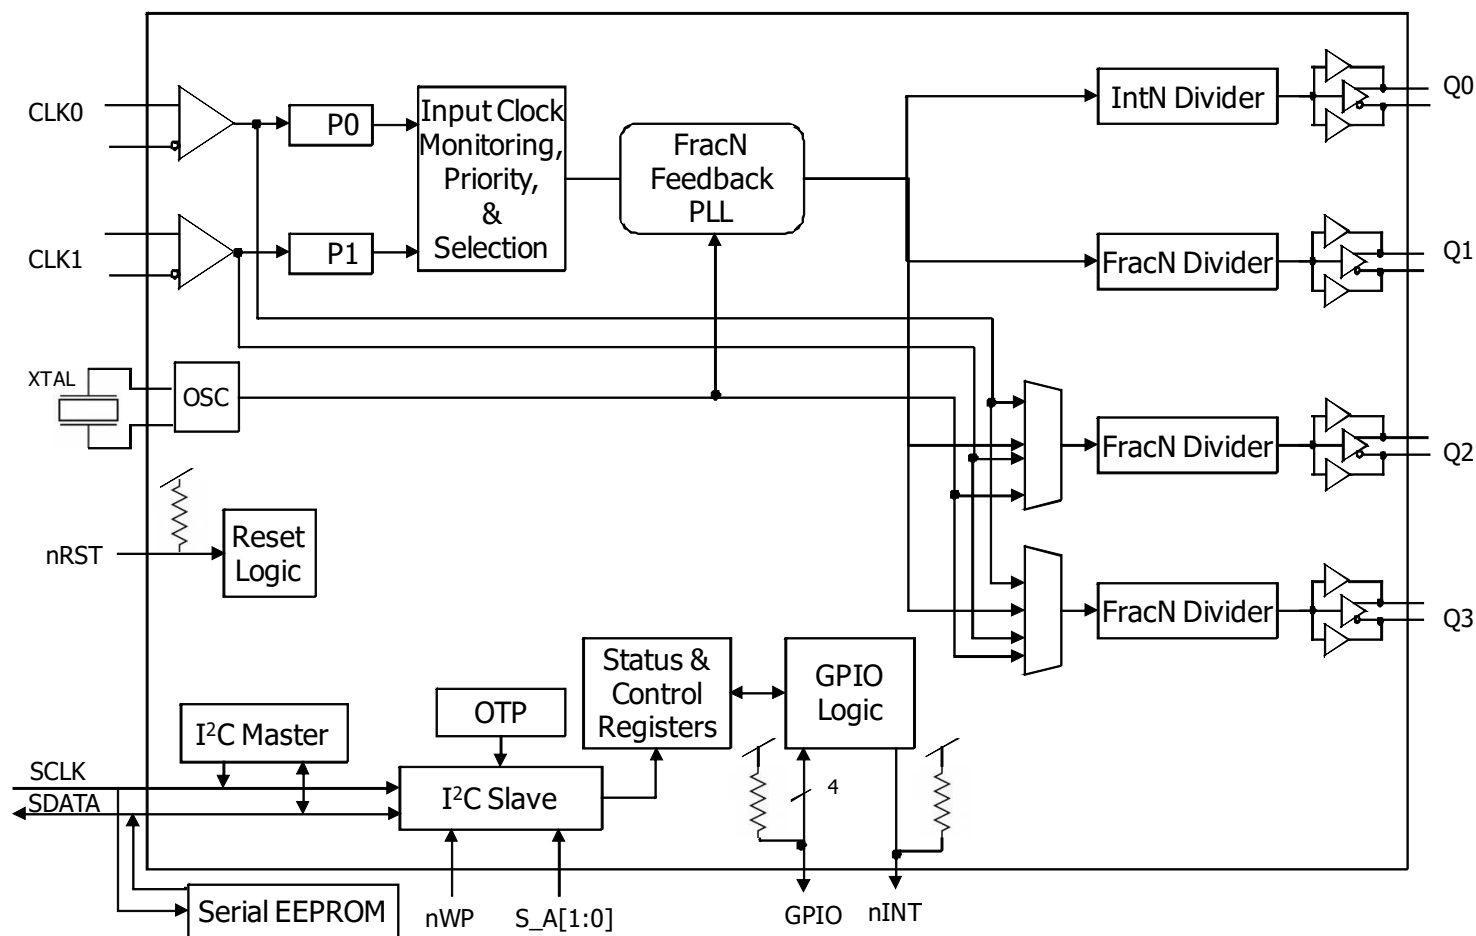 CLK0
P0
Input Clock
Monitoring,
Priority,
&
Selection
FracN
Feedback
PLL
IntN Divider
Q0
CLK1
P1
FracN Divider
Q1
XTAL
OSC
FracN Divider
Q2
nRST
Reset
Logic
FracN Divider
Q3
Status &
Control
Registers
GPIO
Logic
OTP
I²C Master
SCLK
SDATA
I²C Slave
4
Serial EEPROM
nWP
S_A[1:0]
GPIO
nINT